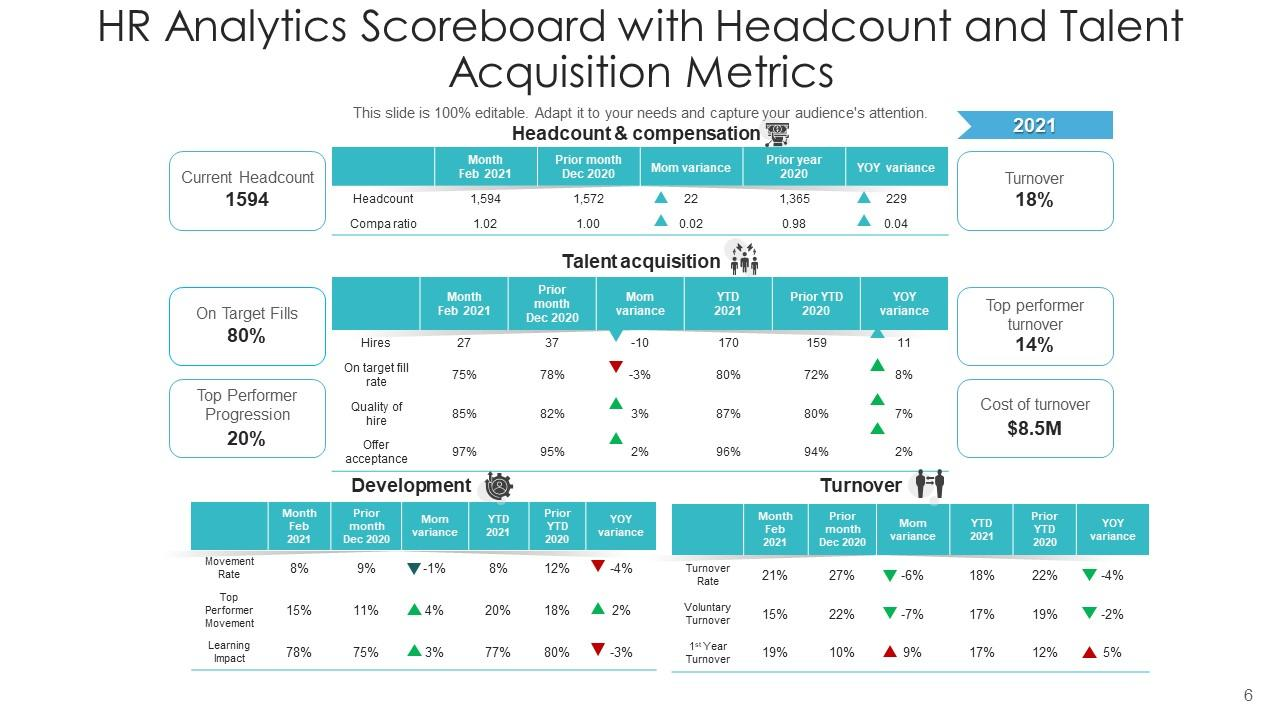 HR Analytics Scoreboard with Headcount and Talent
Acquisition Metrics
This slide is 100% editable. Adapt it to your needs and capture your audience's attention.
2021
Current Headcount
1594
Headcount & compensation
Month
Feb 2021
Prior month
Dec 2020
Mom variance
Prior year
2020
YOY variance
Headcount 1,594 1,572 22 1,365 229
Compa ratio 1.02 1.00 0.02 0.98 0.04
Turnover
18%
On Target Fills
80%
Top Performer
Progression
20%
Talent acquisition
Month
Feb 2021
Prior
month
Dec 2020
Mom
variance
YTD
2021
Prior YTD
2020
YOY
variance
Hires 27 37 -10 170 159 11
On target fill
rate
75% 78% -3% 80% 72% 8%
Quality of
hire
85% 82% 3% 87% 80% 7%
Offer
acceptance
97% 95% 2% 96% 94% 2%
Top performer
turnover
14%
Cost of turnover
$8.5M
Development
Month
Feb
2021
Prior
month
Dec 2020
Mom
variance
YTD
2021
Prior
YTD
2020
YOY
variance
Movement
Rate
8% 9% -1% 8% 12% -4%
Top
Performer
Movement
15% 11% 4% 20% 18% 2%
Learning
Impact
78% 75% 3% 77% 80% -3%
Turnover
Month
Feb
2021
Prior
month
Dec 2020
Mom
variance
YTD
2021
Prior
YTD
2020
YOY
variance
Turnover
Rate
21% 27% -6% 18% 22% -4%
Voluntary
Turnover
15% 22% -7% 17% 19% -2%
1st Year
Turnover
19% 10% 9% 17% 12% 5%
6